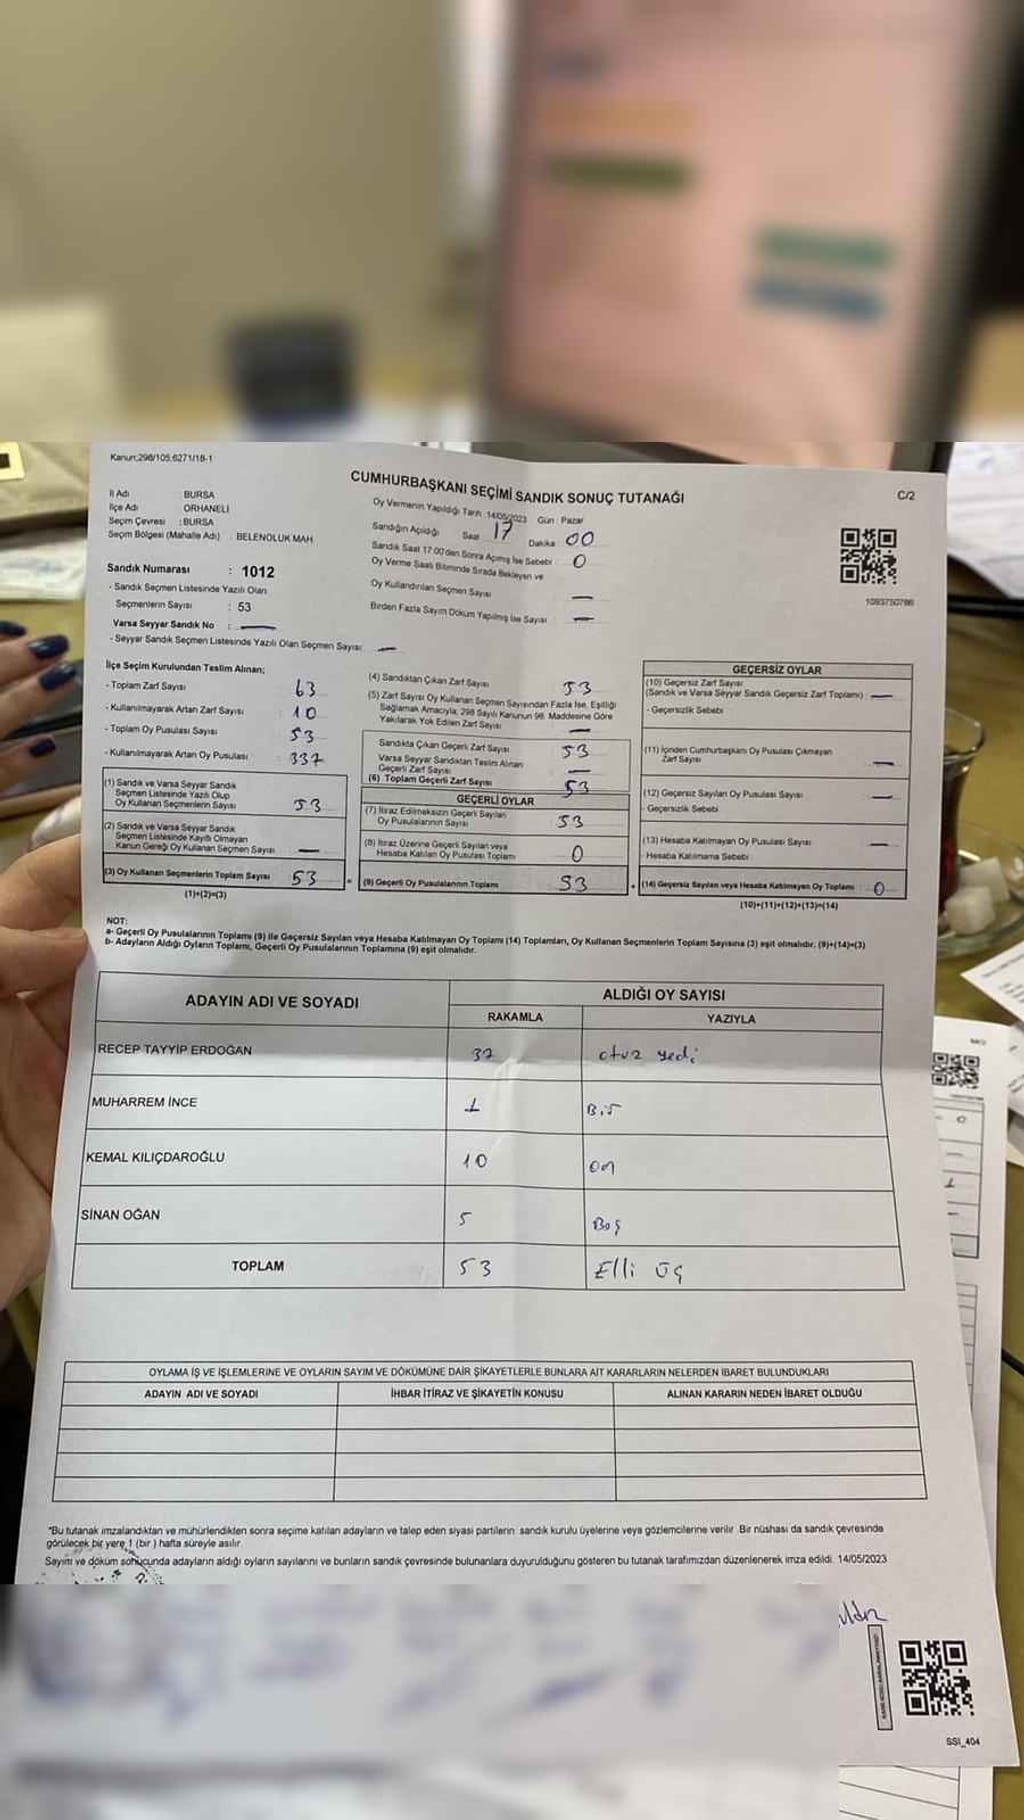 Kanun:298/105,6271/18-1
CUMHURBAŞKANI SEÇİMİ SANDIK SONUÇ TUTANAĞI
C/2
İl Adı BURSA
İlçe Adı ORHANELİ
Seçim Çevresi :BURSA
Seçim Bölgesi (Mahalle Adı) : BELENOLUK MAH
Sandık Numarası : 1012
- Sandık Seçmen Listesinde Yazılı Olan
Seçmenlerin Sayısı : 53
Varsa Seyyar Sandık No : —
- Seyyar Sandık Seçmen Listesinde Yazılı Olan Seçmen Sayısı: —
Oy Vermenin Yapıldığı Tarih :14/05/2023 Gün : Pazar
Sandığın Açıldığı Saat 17 Dakika 00
Sandık Saat 17:00'den Sonra Açılmış İse Sebebi 0
Oy Verme Saati Bitiminde Sırada Bekleyen ve
Oy Kullandırılan Seçmen Sayısı —
Birden Fazla Sayım Döküm Yapılmış İse Sayısı —
1093750786
İlçe Seçim Kurulundan Teslim Alınan;
- Toplam Zarf Sayısı 63
- Kullanılmayarak Artan Zarf Sayısı 10
- Toplam Oy Pusulası Sayısı 53
- Kullanılmayarak Artan Oy Pusulası 337
(1) Sandık ve Varsa Seyyar Sandık
Seçmen Listesinde Yazılı Olup
Oy Kullanan Seçmenlerin Sayısı 53
(2) Sandık ve Varsa Seyyar Sandık
Seçmen Listesinde Kayıtlı Olmayan
Kanun Gereği Oy Kullanan Seçmen Sayısı —
(3) Oy Kullanan Seçmenlerin Toplam Sayısı 53
(1)+(2)=(3)
(4) Sandıktan Çıkan Zarf Sayısı 53
(5) Zarf Sayısı Oy Kullanan Seçmen Sayısından Fazla İse, Eşitliği
Sağlamak Amacıyla; 298 Sayılı Kanunun 98. Maddesine Göre
Yakılarak Yok Edilen Zarf Sayısı —
Sandıkta Çıkan Geçerli Zarf Sayısı 53
Varsa Seyyar Sandıktan Teslim Alınan
Geçerli Zarf Sayısı —
(6) Toplam Geçerli Zarf Sayısı 53
GEÇERLİ OYLAR
(7) İtiraz Edilmeksizin Geçerli Sayılan
Oy Pusulalarının Sayısı 53
(8) İtiraz Üzerine Geçerli Sayılan veya
Hesaba Katılan Oy Pusulası Toplamı 0
(9) Geçerli Oy Pusulalarının Toplamı 53
GEÇERSİZ OYLAR
(10) Geçersiz Zarf Sayısı
(Sandık ve Varsa Seyyar Sandık Geçersiz Zarf Toplamı) —
- Geçersizlik Sebebi
(11) İçinden Cumhurbaşkanı Oy Pusulası Çıkmayan
Zarf Sayısı —
(12) Geçersiz Sayılan Oy Pusulası Sayısı —
- Geçersizlik Sebebi
(13) Hesaba Katılmayan Oy Pusulası Sayısı —
- Hesaba Katılmama Sebebi
(14) Geçersiz Sayılan veya Hesaba Katılmayan Oy Toplamı 0
(10)+(11)+(12)+(13)=(14)
NOT:
a- Geçerli Oy Pusulalarının Toplamı (9) ile Geçersiz Sayılan veya Hesaba Katılmayan Oy Toplamı (14) Toplamları, Oy Kullanan Seçmenlerin Toplam Sayısına (3) eşit olmalıdır. (9)+(14)=(3)
b- Adayların Aldığı Oyların Toplamı, Geçerli Oy Pusulalarının Toplamına (9) eşit olmalıdır.
ADAYIN ADI VE SOYADI ALDIĞI OY SAYISI
RAKAMLA YAZIYLA
RECEP TAYYİP ERDOĞAN 37 otuz yedi
MUHARREM İNCE 1 Bir
KEMAL KILIÇDAROĞLU 10 on
SİNAN OĞAN 5 Beş
TOPLAM 53 Elli Üç
OYLAMA İŞ VE İŞLEMLERİNE VE OYLARIN SAYIM VE DÖKÜMÜNE DAİR ŞİKAYETLERLE BUNLARA AİT KARARLARIN NELERDEN İBARET BULUNDUKLARI
ADAYIN ADI VE SOYADI İHBAR İTİRAZ VE ŞİKAYETİN KONUSU ALINAN KARARIN NEDEN İBARET OLDUĞU
*Bu tutanak imzalandıktan ve mühürlendikten sonra seçime katılan adayların ve talep eden siyasi partilerin sandık kurulu üyelerine veya gözlemcilerine verilir. Bir nüshası da sandık çevresinde
görülecek bir yere 1 (bir) hafta süreyle asılır.
Sayım ve döküm sonucunda adayların aldığı oyların sayılarını ve bunların sandık çevresinde bulunanlara duyurulduğunu gösteren bu tutanak tarafımızdan düzenlenerek imza edildi. 14/05/2023
SSI_404